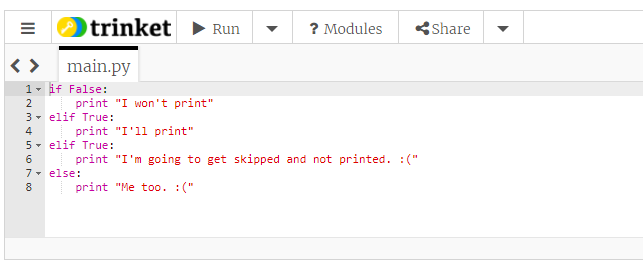 trinket Run ? Modules Share
main.py
1 if False:
2 print "I won't print"
3 elif True:
4 print "I'll print"
5 elif True:
6 print "I'm going to get skipped and not printed. :("
7 else:
8 print "Me too. :("